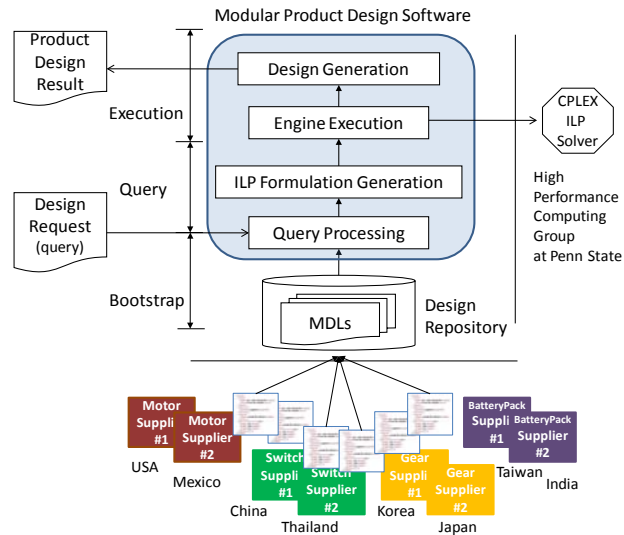 Modular Product Design Software
Product
Design
Result
Design Generation
Execution
Engine Execution
CPLEX
ILP
Solver
Query
ILP Formulation Generation
High
Performance
Computing
Group
at Penn State
Design
Request
(query)
Query Processing
Bootstrap
MDLs
Design
Repository
Motor
Supplier
#1
Motor
Supplier
#2
USA
Mexico
Switch
Suppli
#1
Switch
Supplier
#2
China
Thailand
Gear
Suppli
#1
Gear
Supplier
#2
Korea
Japan
BatteryPack
Suppli
#1
BatteryPack
Supplier
#2
Taiwan
India